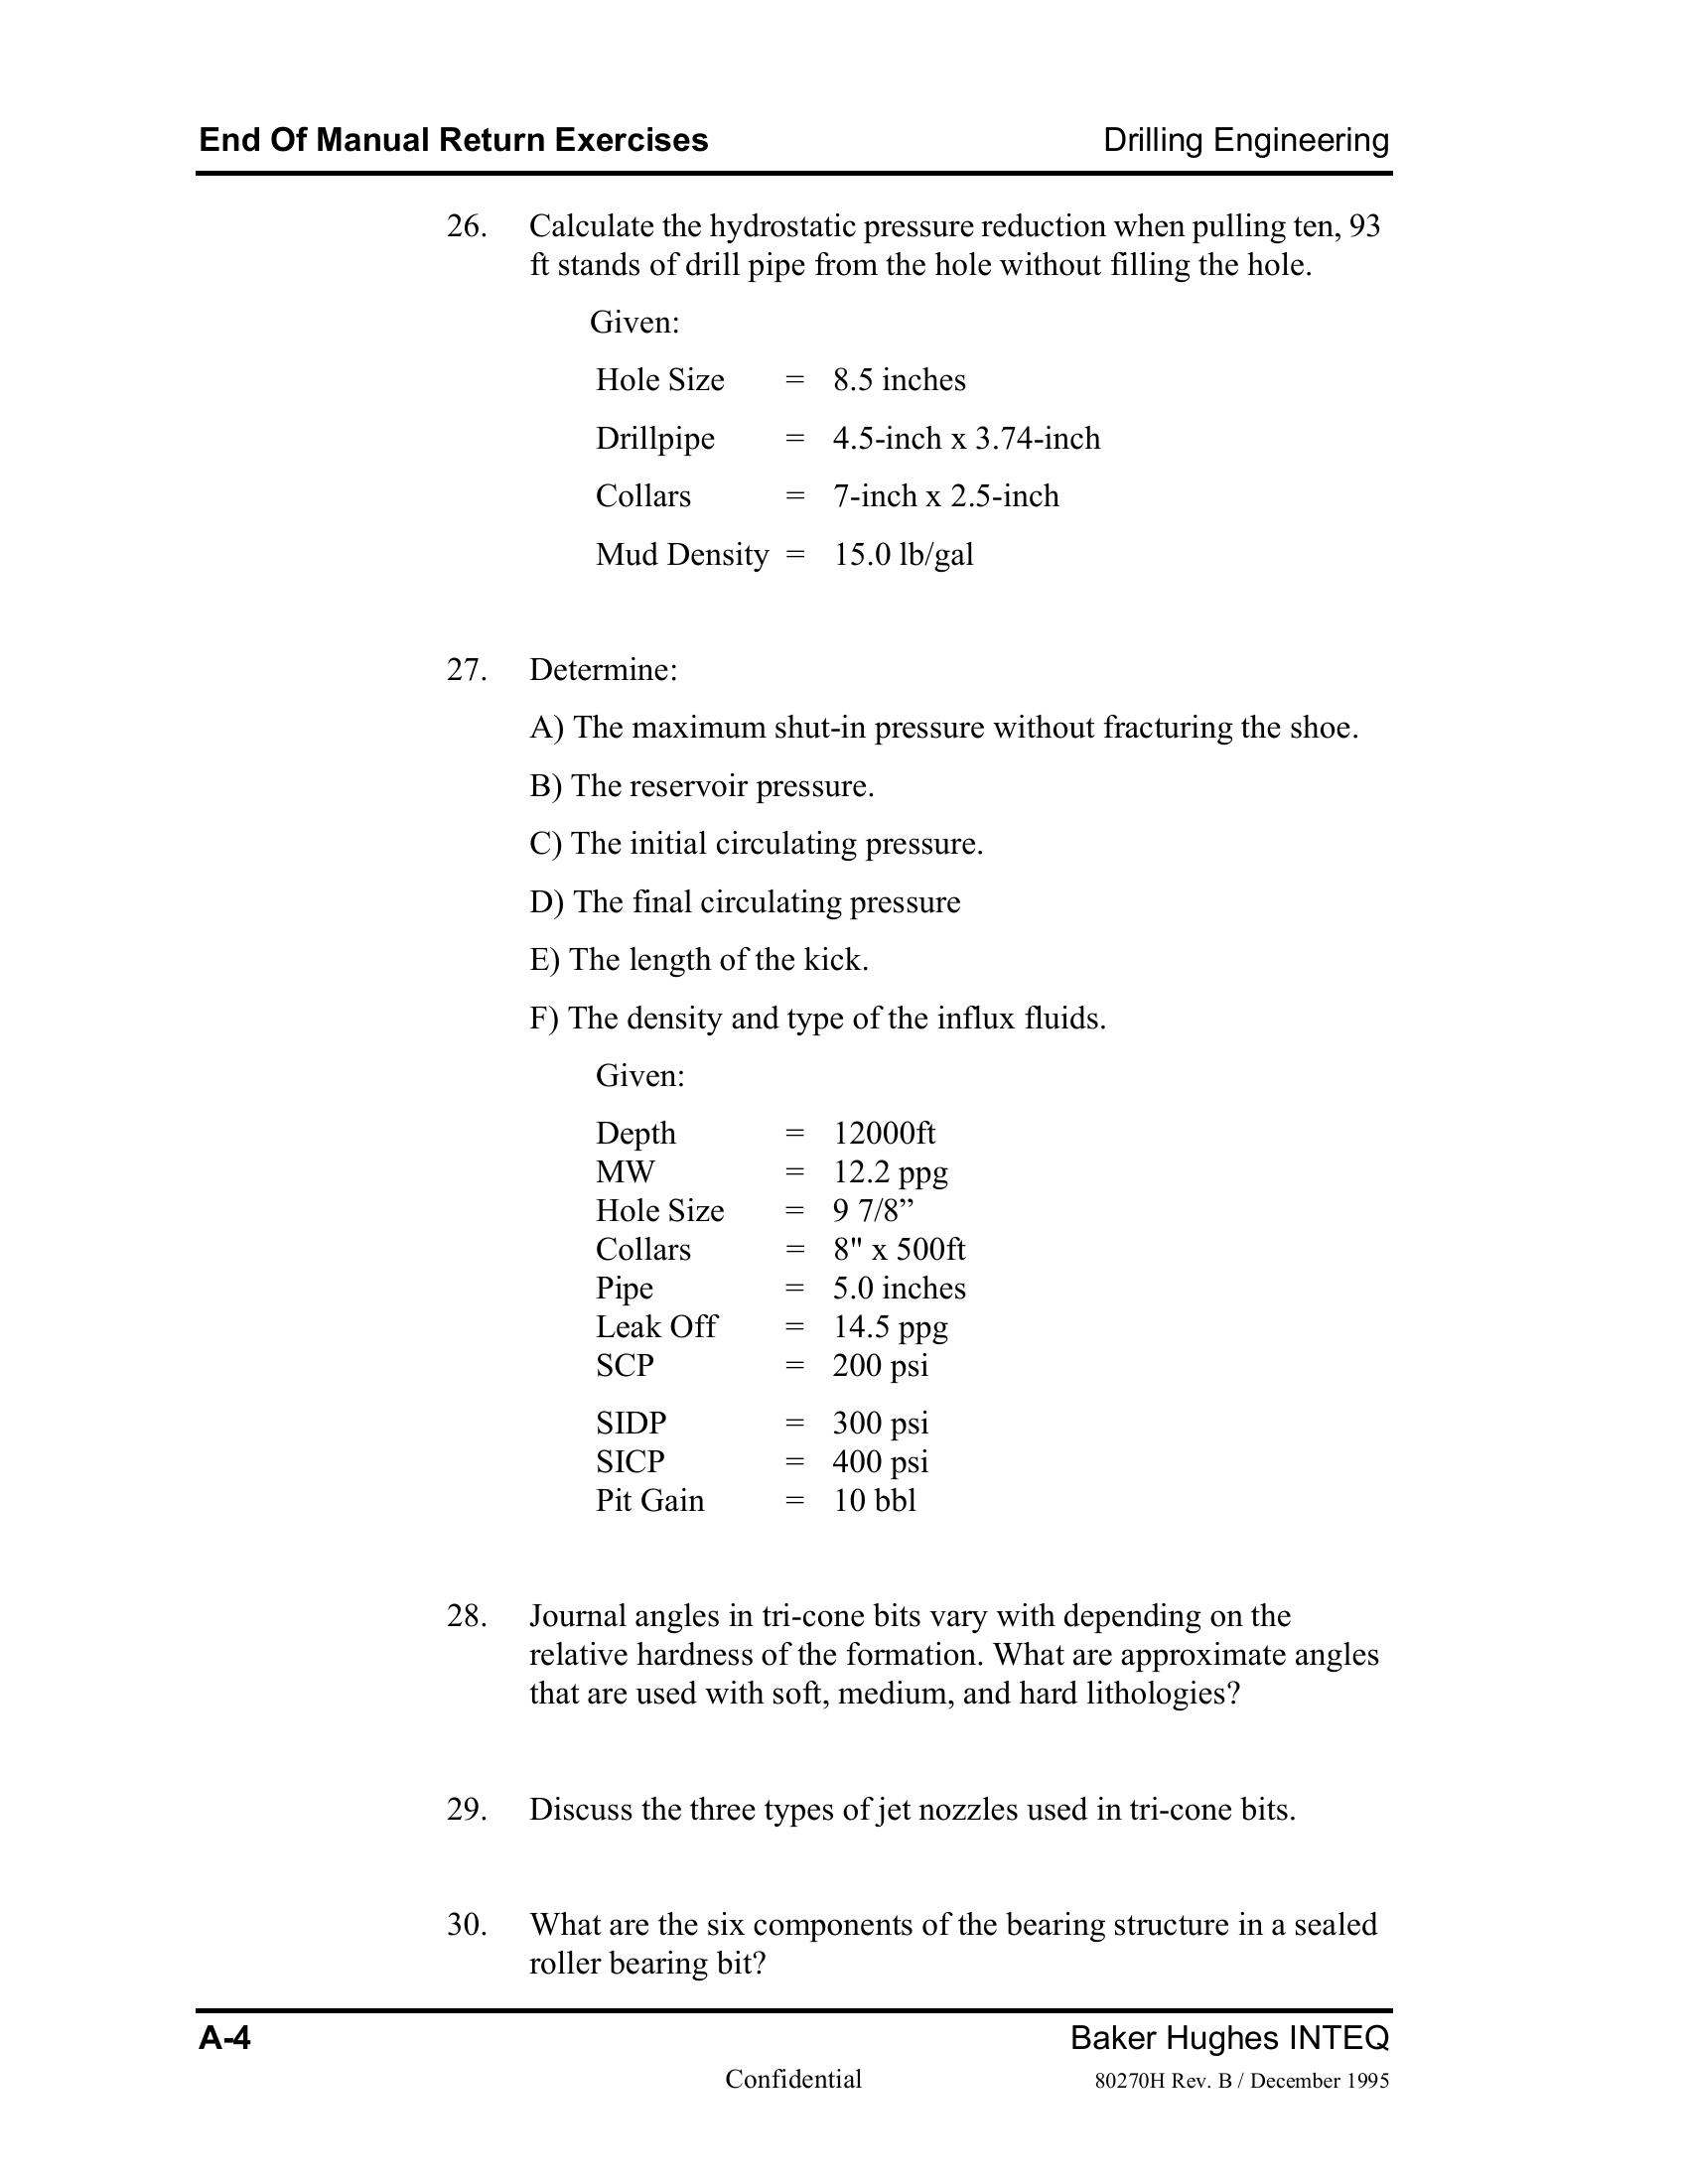 End Of Manual Return Exercises Drilling Engineering
26. Calculate the hydrostatic pressure reduction when pulling ten, 93
ft stands of drill pipe from the hole without filling the hole.
Given:
Hole Size = 8.5 inches
Drillpipe = 4.5-inch x 3.74-inch
Collars = 7-inch x 2.5-inch
Mud Density = 15.0 lb/gal
27. Determine:
A) The maximum shut-in pressure without fracturing the shoe.
B) The reservoir pressure.
C) The initial circulating pressure.
D) The final circulating pressure
E) The length of the kick.
F) The density and type of the influx fluids.
Given:
Depth = 12000ft
MW = 12.2 ppg
Hole Size = 9 7/8”
Collars = 8" x 500ft
Pipe = 5.0 inches
Leak Off = 14.5 ppg
SCP = 200 psi
SIDP = 300 psi
SICP = 400 psi
Pit Gain = 10 bbl
28. Journal angles in tri-cone bits vary with depending on the
relative hardness of the formation. What are approximate angles
that are used with soft, medium, and hard lithologies?
29. Discuss the three types of jet nozzles used in tri-cone bits.
30. What are the six components of the bearing structure in a sealed
roller bearing bit?
A-4 Baker Hughes INTEQ
Confidential 80270H Rev. B / December 1995